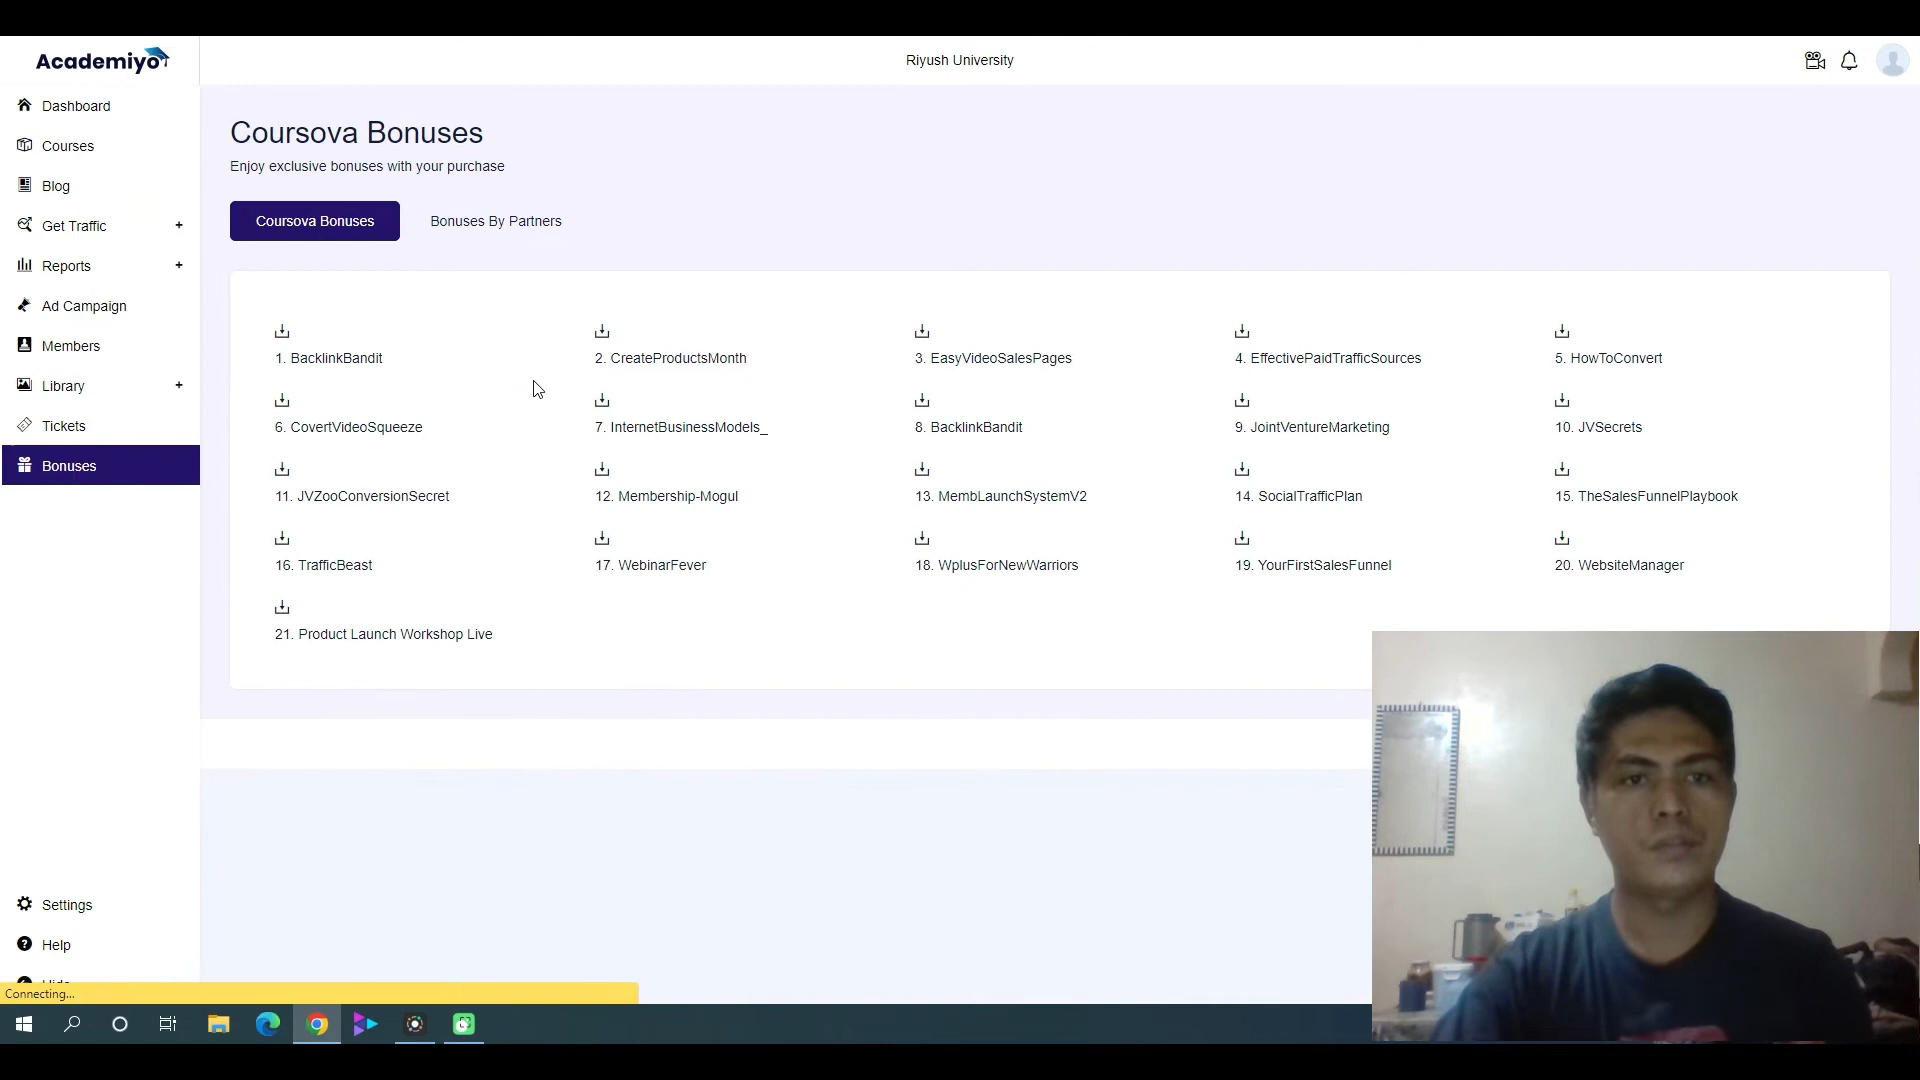 Academiyo
Riyush University
Dashboard
Courses
Blog
Get Traffic +
Reports +
Ad Campaign
Members
Library +
Tickets
Bonuses
Coursova Bonuses
Enjoy exclusive bonuses with your purchase
Coursova Bonuses
Bonuses By Partners
1. BacklinkBandit
2. CreateProductsMonth
3. EasyVideoSalesPages
4. EffectivePaidTrafficSources
5. HowToConvert
6. CovertVideoSqueeze
7. InternetBusinessModels_
8. BacklinkBandit
9. JointVentureMarketing
10. JVSecrets
11. JVZooConversionSecret
12. Membership-Mogul
13. MembLaunchSystemV2
14. SocialTrafficPlan
15. TheSalesFunnelPlaybook
16. TrafficBeast
17. WebinarFever
18. WplusForNewWarriors
19. YourFirstSalesFunnel
20. WebsiteManager
21. Product Launch Workshop Live
Settings
Help
Connecting...